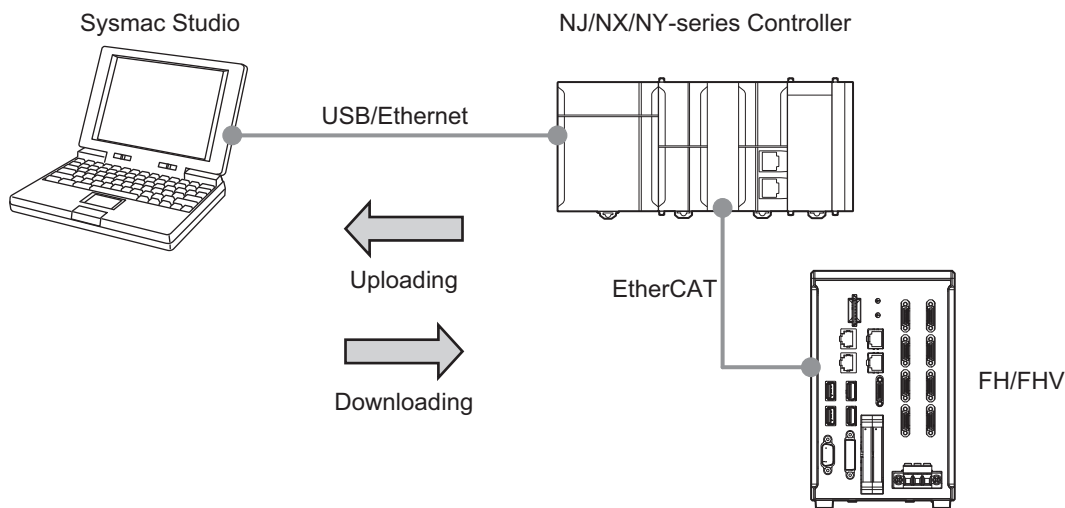 Sysmac Studio
NJ/NX/NY-series Controller
USB/Ethernet
Uploading
EtherCAT
Downloading
FH/FHV